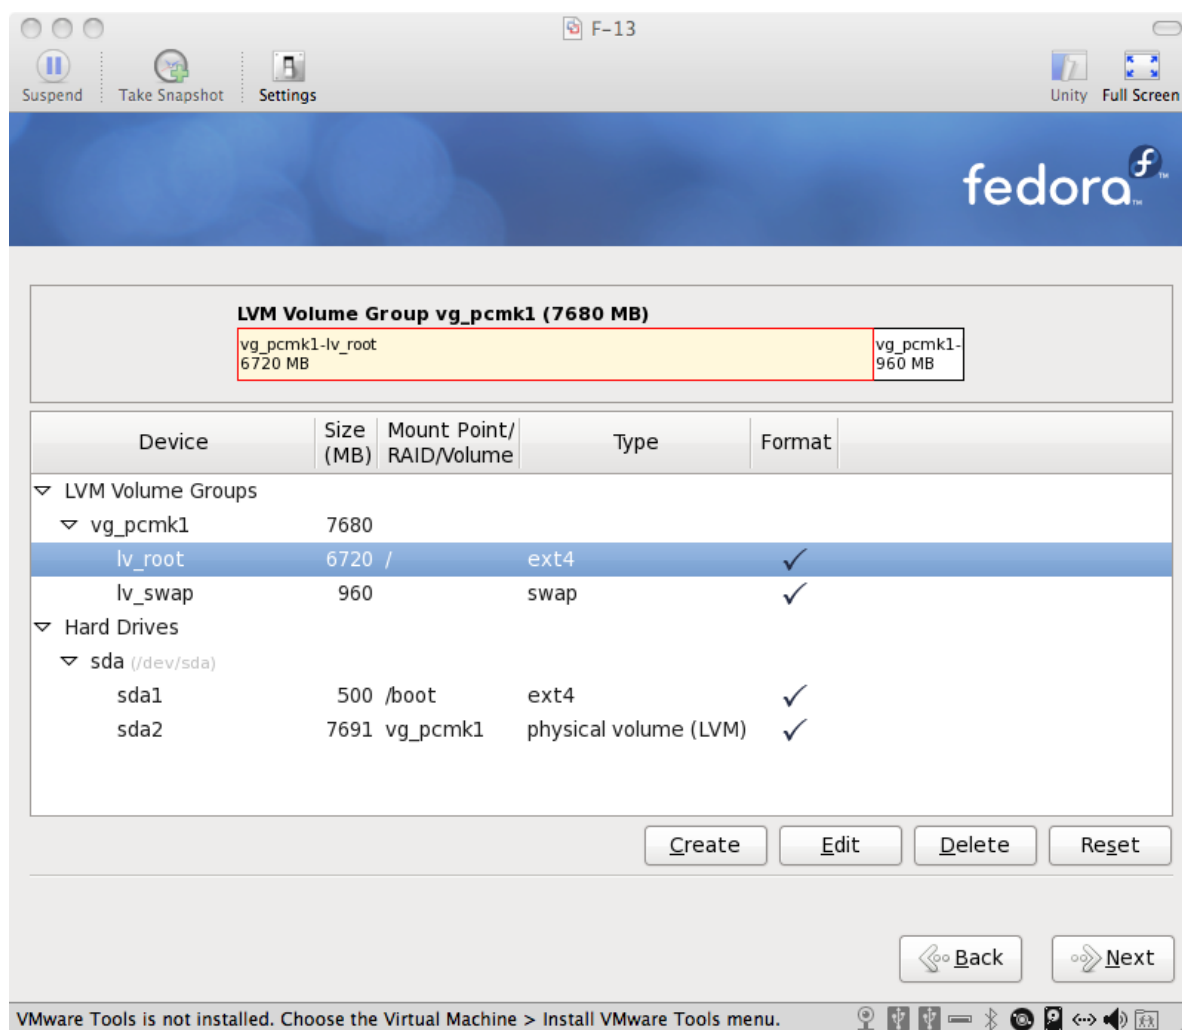 F-13
Suspend Take Snapshot Settings Unity Full Screen
fedora
LVM Volume Group vg_pcmk1 (7680 MB)
vg_pcmk1-lv_root vg_pcmk1-
6720 MB 960 MB
Device Size (MB) Mount Point/ RAID/Volume Type Format
LVM Volume Groups
vg_pcmk1 7680
lv_root 6720 / ext4
lv_swap 960 swap
Hard Drives
sda (/dev/sda)
sda1 500 /boot ext4
sda2 7691 vg_pcmk1 physical volume (LVM)
Create Edit Delete Reset
Back Next
VMware Tools is not installed. Choose the Virtual Machine > Install VMware Tools menu.